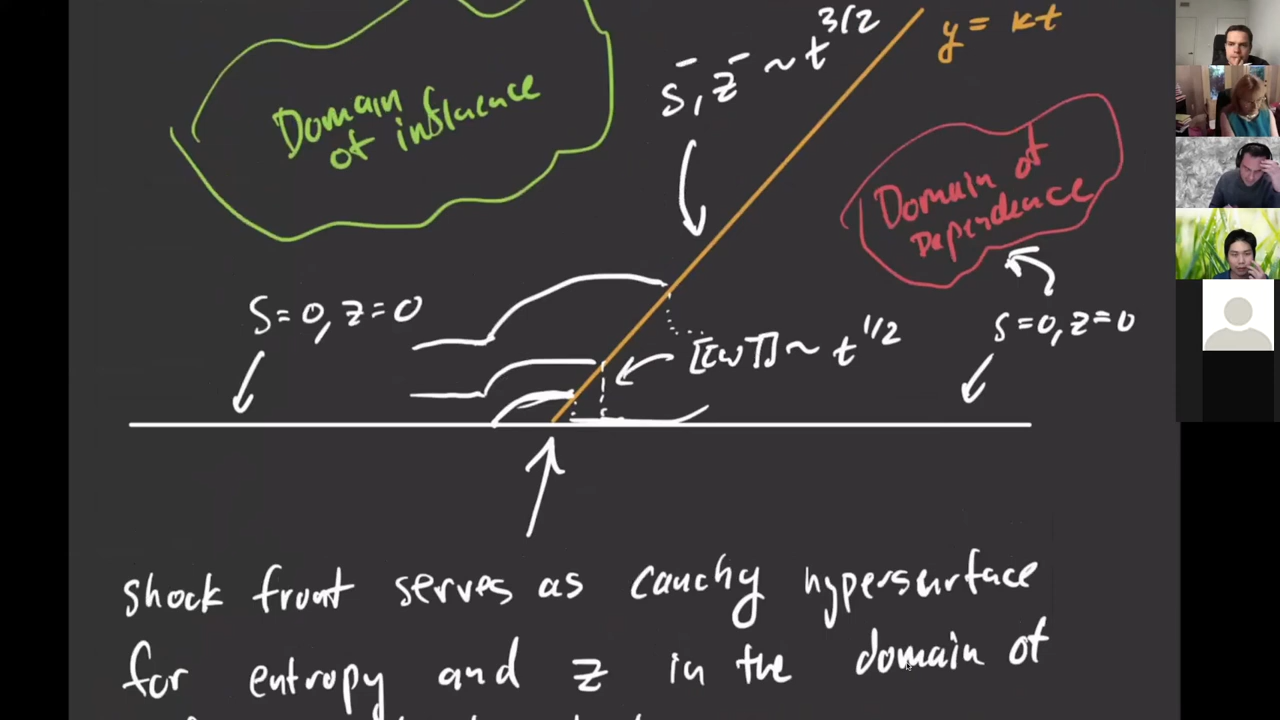 y = kt
s⁻, z⁻ ~ t^3/2
Domain
of influence
Domain of
Dependence
S=0, z=0
s=0, z=0
[[w]] ~ t^1/2
shock front serves as cauchy hypersurface
for entropy and z in the domain of